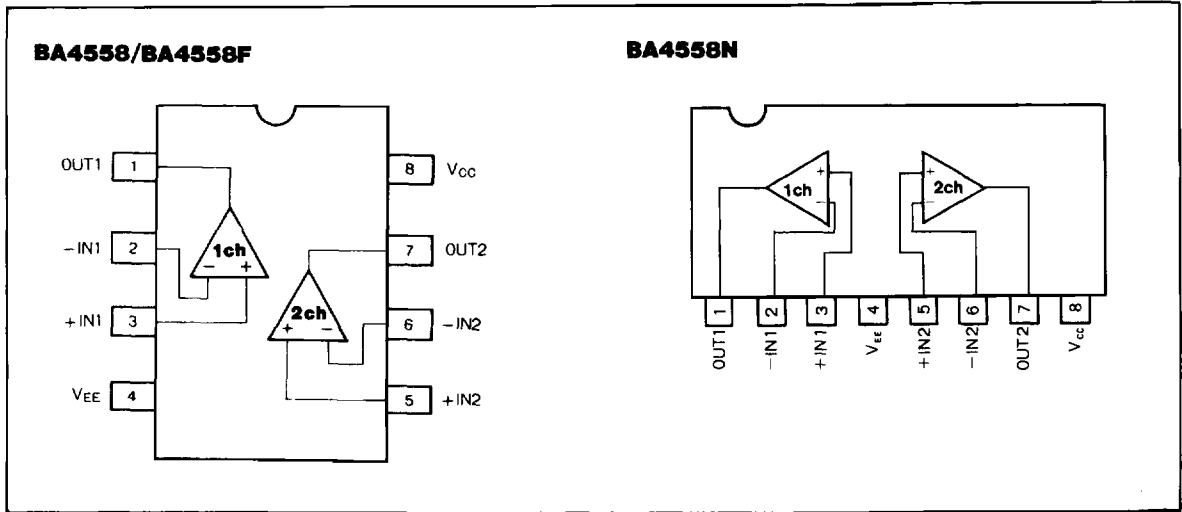 BA4558/BA4558F
OUT1 1
-IN1 2
+IN1 3
VEE 4
8 Vcc
7 OUT2
6 -IN2
5 +IN2
1ch
- +
2ch
+ -
BA4558N
1ch
+
-
2ch
+
-
1 2 3 4 5 6 7 8
OUT1 -IN1 +IN1 VEE +IN2 -IN2 OUT2 Vcc